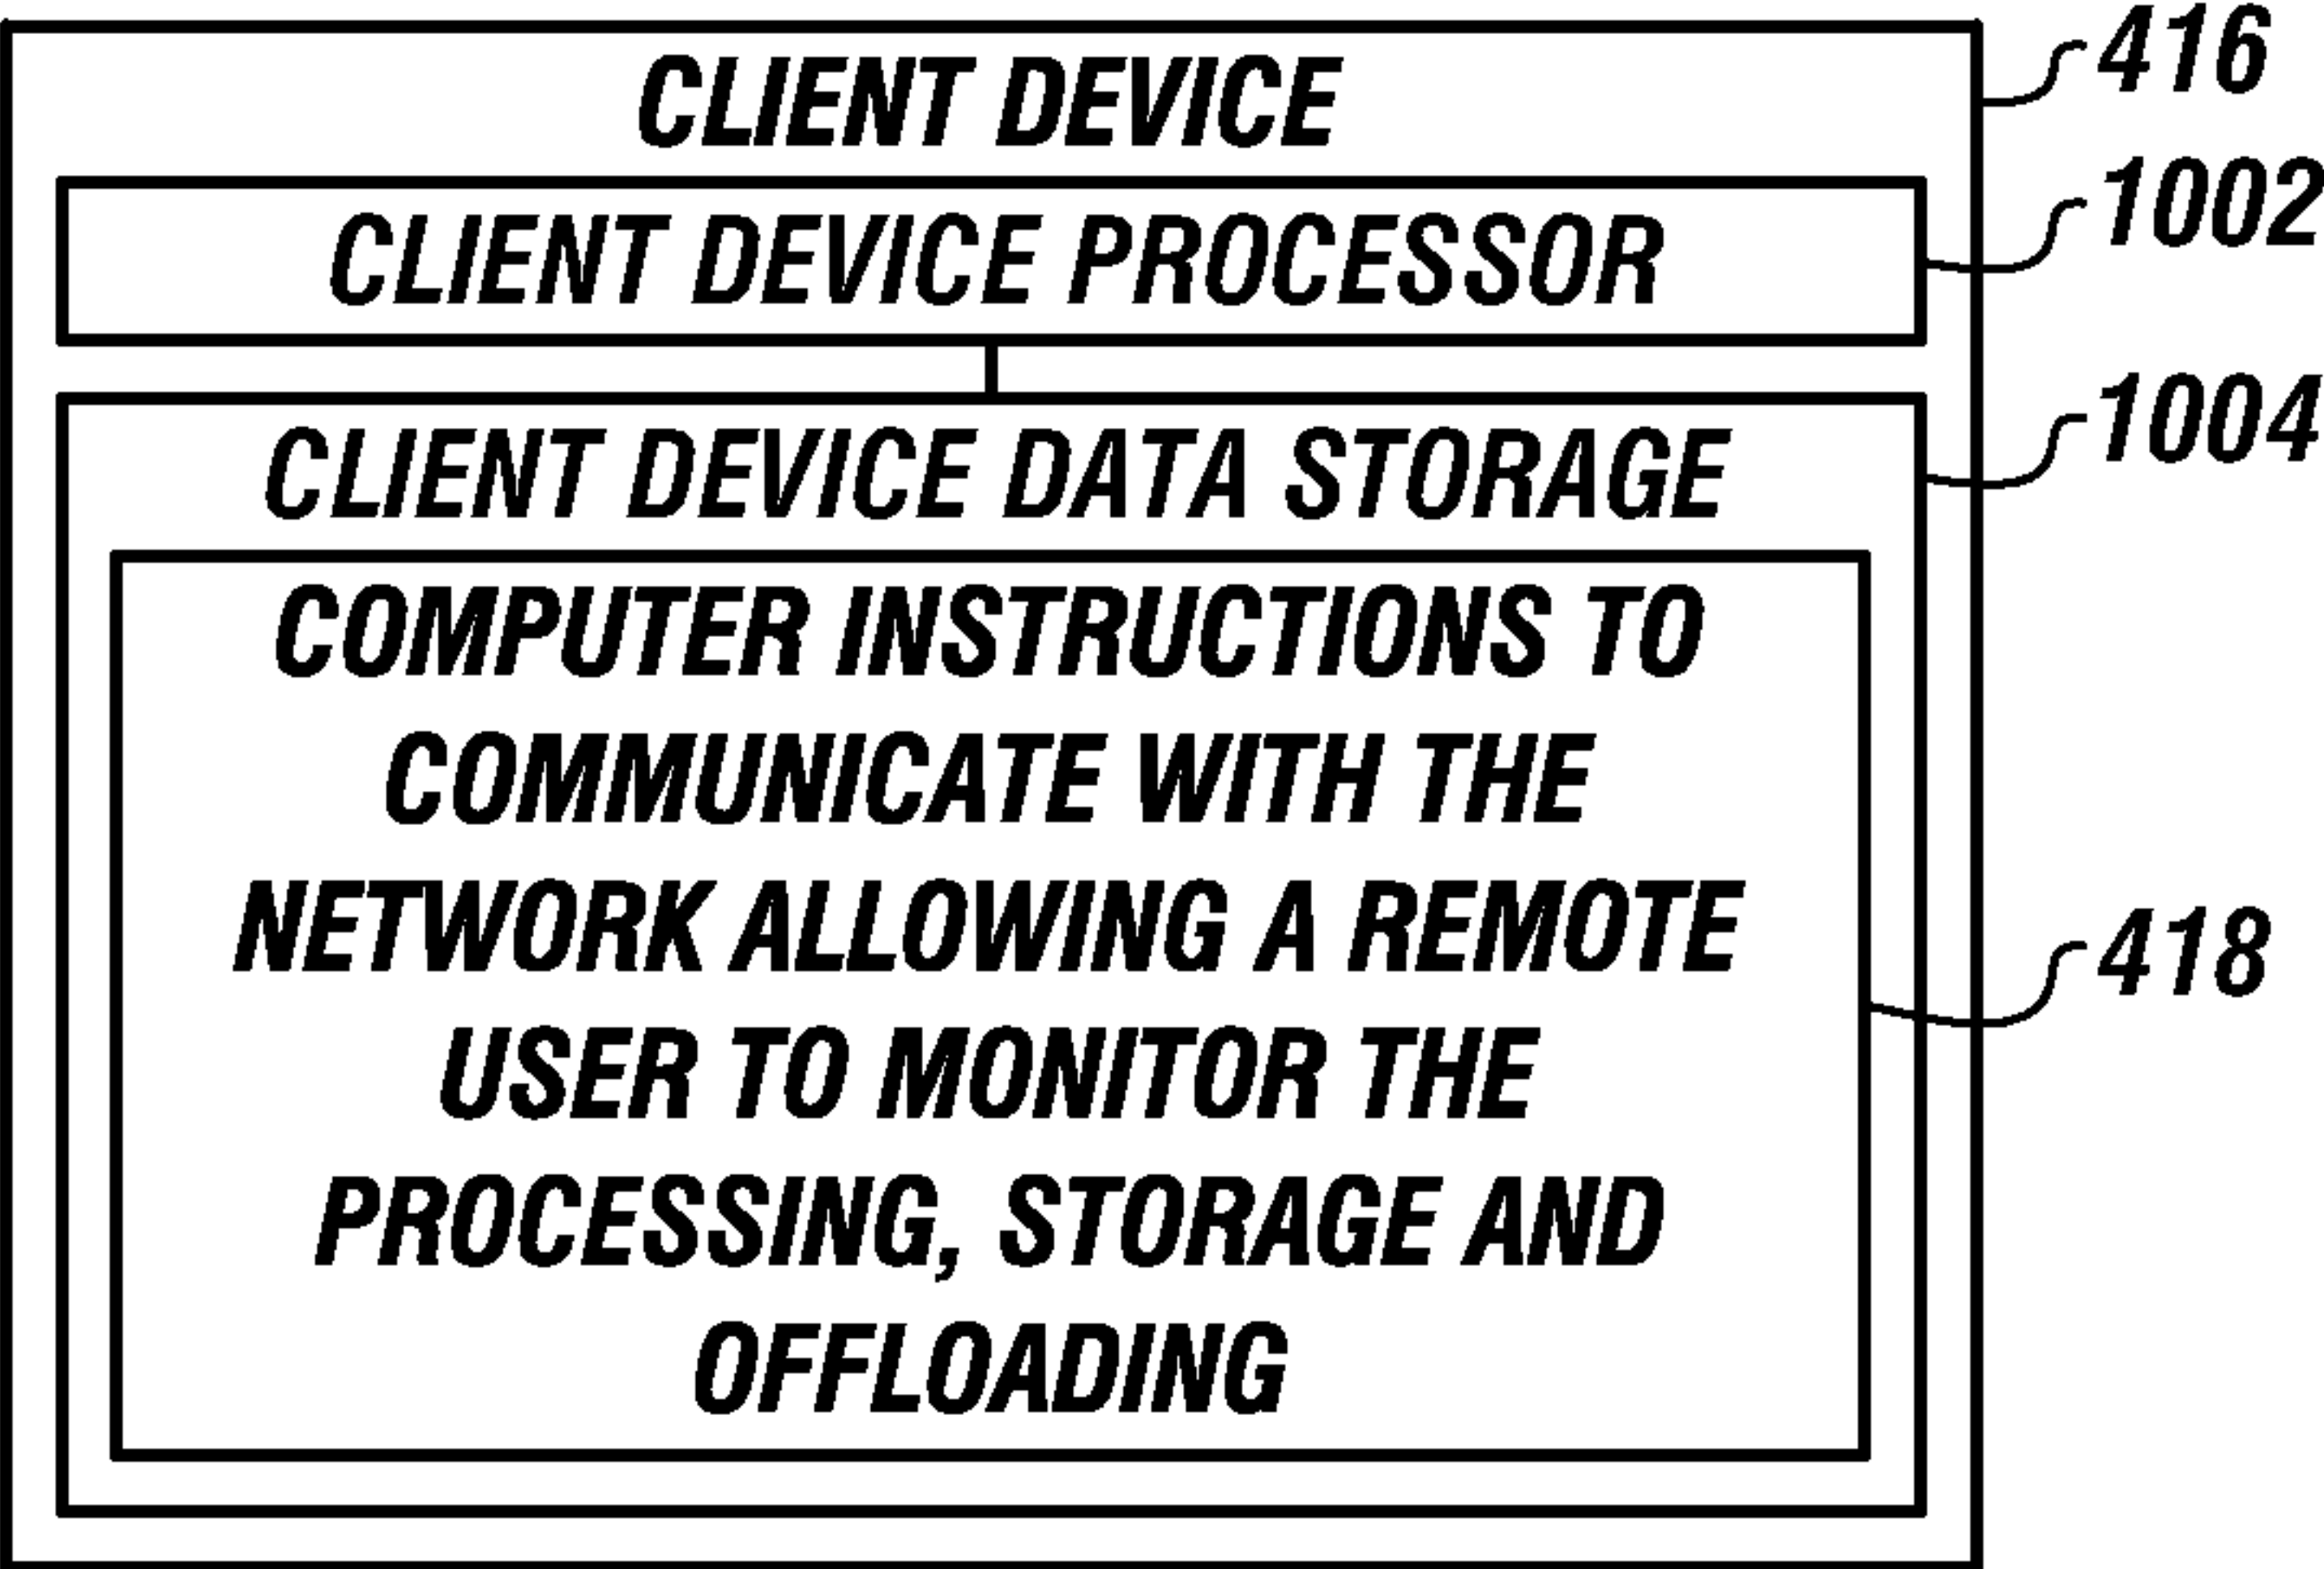 CLIENT DEVICE
416
CLIENT DEVICE PROCESSOR
1002
CLIENT DEVICE DATA STORAGE
1004
COMPUTER INSTRUCTIONS TO
COMMUNICATE WITH THE
NETWORK ALLOWING A REMOTE
418
USER TO MONITOR THE
PROCESSING, STORAGE AND
OFFLOADING